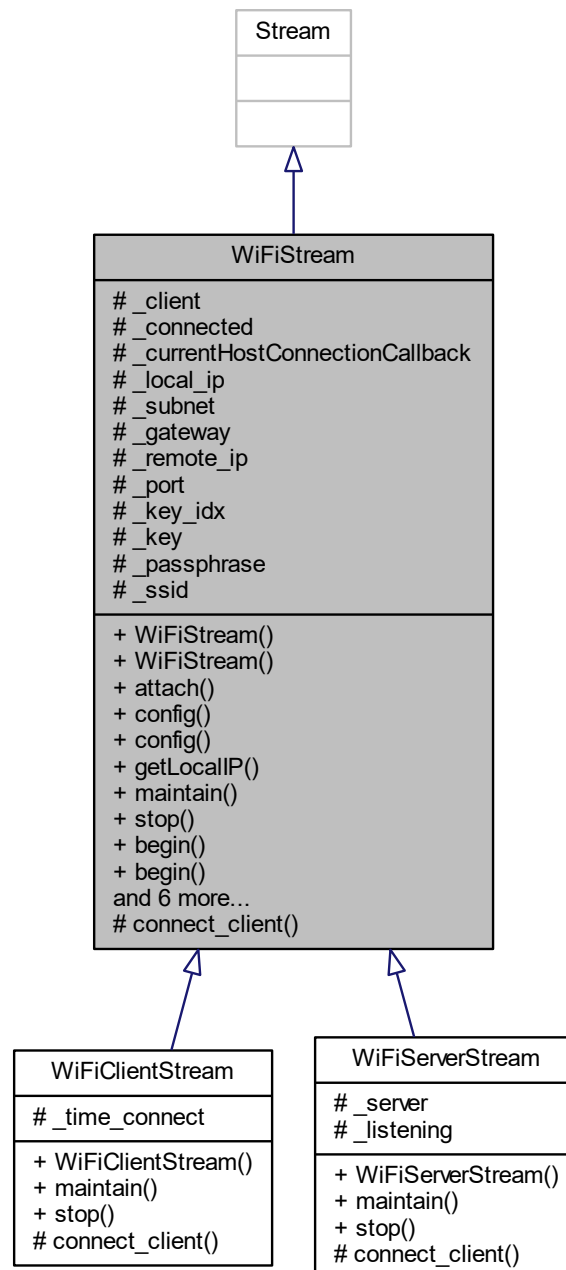 Stream
WiFiStream
# _client
# _connected
# _currentHostConnectionCallback
# _local_ip
# _subnet
# _gateway
# _remote_ip
# _port
# _key_idx
# _key
# _passphrase
# _ssid
+ WiFiStream()
+ WiFiStream()
+ attach()
+ config()
+ config()
+ getLocalIP()
+ maintain()
+ stop()
+ begin()
+ begin()
and 6 more...
# connect_client()
WiFiClientStream
# _time_connect
+ WiFiClientStream()
+ maintain()
+ stop()
# connect_client()
WiFiServerStream
# _server
# _listening
+ WiFiServerStream()
+ maintain()
+ stop()
# connect_client()